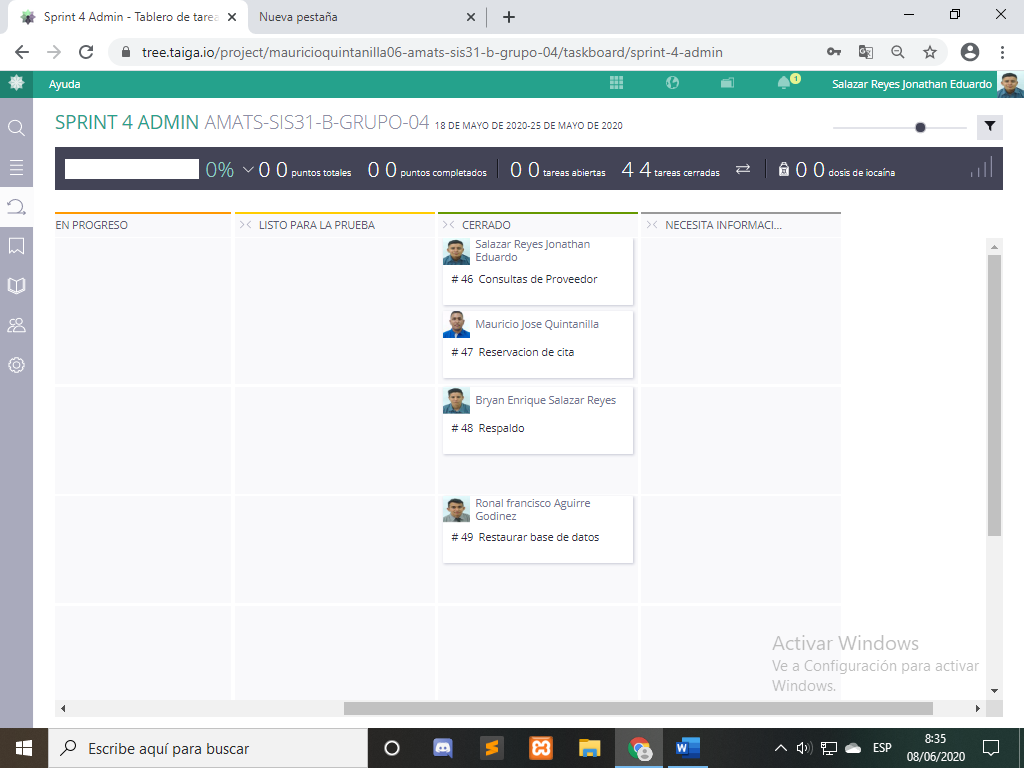 Sprint 4 Admin - Tablero de tarea
Nueva pestaña
tree.taiga.io/project/mauricioquintanilla06-amats-sis31-b-grupo-04/taskboard/sprint-4-admin
Ayuda
1
Salazar Reyes Jonathan Eduardo
SPRINT 4 ADMIN AMATS-SIS31-B-GRUPO-04 18 DE MAYO DE 2020-25 DE MAYO DE 2020
0% 0 0 puntos totales 0 0 puntos completados 0 0 tareas abiertas 4 4 tareas cerradas 0 0 dosis de iocaína
EN PROGRESO
LISTO PARA LA PRUEBA
CERRADO
NECESITA INFORMACI...
Salazar Reyes Jonathan
Eduardo
# 46 Consultas de Proveedor
Mauricio Jose Quintanilla
# 47 Reservacion de cita
Bryan Enrique Salazar Reyes
# 48 Respaldo
Ronal francisco Aguirre
Godinez
# 49 Restaurar base de datos
Activar Windows
Ve a Configuración para activar
Windows.
Escribe aquí para buscar
ESP
8:35
08/06/2020